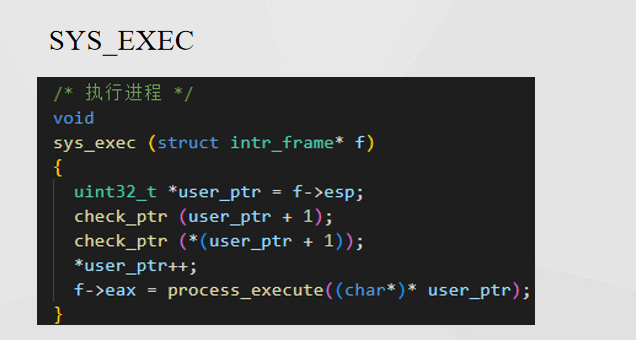 SYS_EXEC
/* 执行进程 */
void
sys_exec (struct intr_frame* f)
{
uint32_t *user_ptr = f->esp;
check_ptr (user_ptr + 1);
check_ptr (*(user_ptr + 1));
*user_ptr++;
f->eax = process_execute((char*)* user_ptr);
}